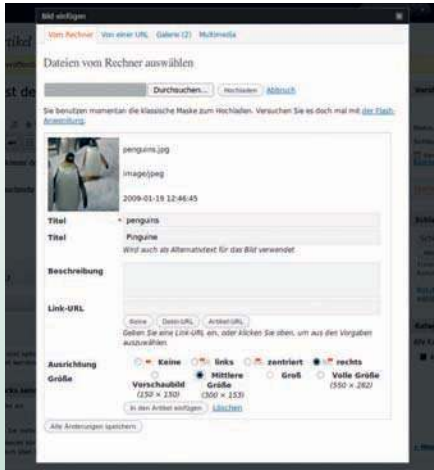 Bild einfügen
Vom Rechner Von einer URL Galerie (2) Multimedia
Dateien vom Rechner auswählen
Durchsuchen... Hochladen Abbruch
Sie benutzen momentan die klassische Maske zum Hochladen. Versuchen Sie es doch mal mit der Flash-
Anwendung.
penguins.jpg
image/jpeg
2009-01-19 12:46:45
Titel * penguins
Titel Pinguine
Wird auch als Alternativtext für das Bild verwendet
Beschreibung
Link-URL
Keine Datei-URL Artikel-URL
Geben Sie eine Link-URL ein, oder klicken Sie oben, um aus den Vorgaben
auszuwählen.
Ausrichtung Keine links zentriert rechts
Größe Vorschaubild Mittlere Größe Groß Volle Größe
(150 × 150) (300 × 153) (550 × 282)
In den Artikel einfügen Löschen
Alle Änderungen speichern